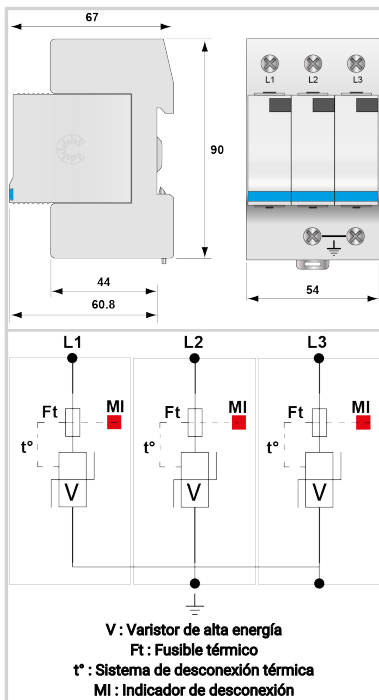 67
L1 L2 L3
90
44
60.8
54
L1 L2 L3
Ft MI Ft MI Ft MI
t° t° t°
V V V
V : Varistor de alta energía
Ft : Fusible térmico
t° : Sistema de desconexión térmica
MI : Indicador de desconexión